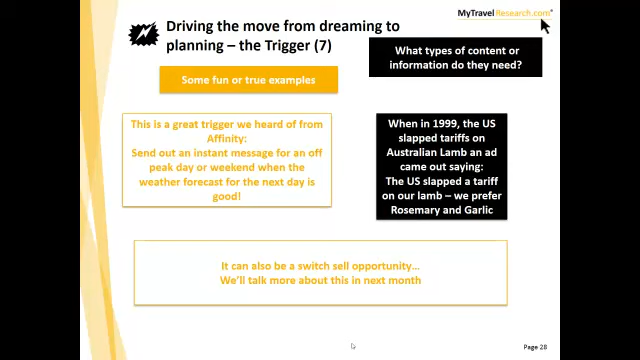 MyTravelResearch.com®
Driving the move from dreaming to
planning – the Trigger (7)
What types of content or
information do they need?
Some fun or true examples
This is a great trigger we heard of from
Affinity:
Send out an instant message for an off
peak day or weekend when the
weather forecast for the next day is
good!
When in 1999, the US
slapped tariffs on
Australian Lamb an ad
came out saying:
The US slapped a tariff
on our lamb – we prefer
Rosemary and Garlic
It can also be a switch sell opportunity...
We'll talk more about this in next month
Page 28